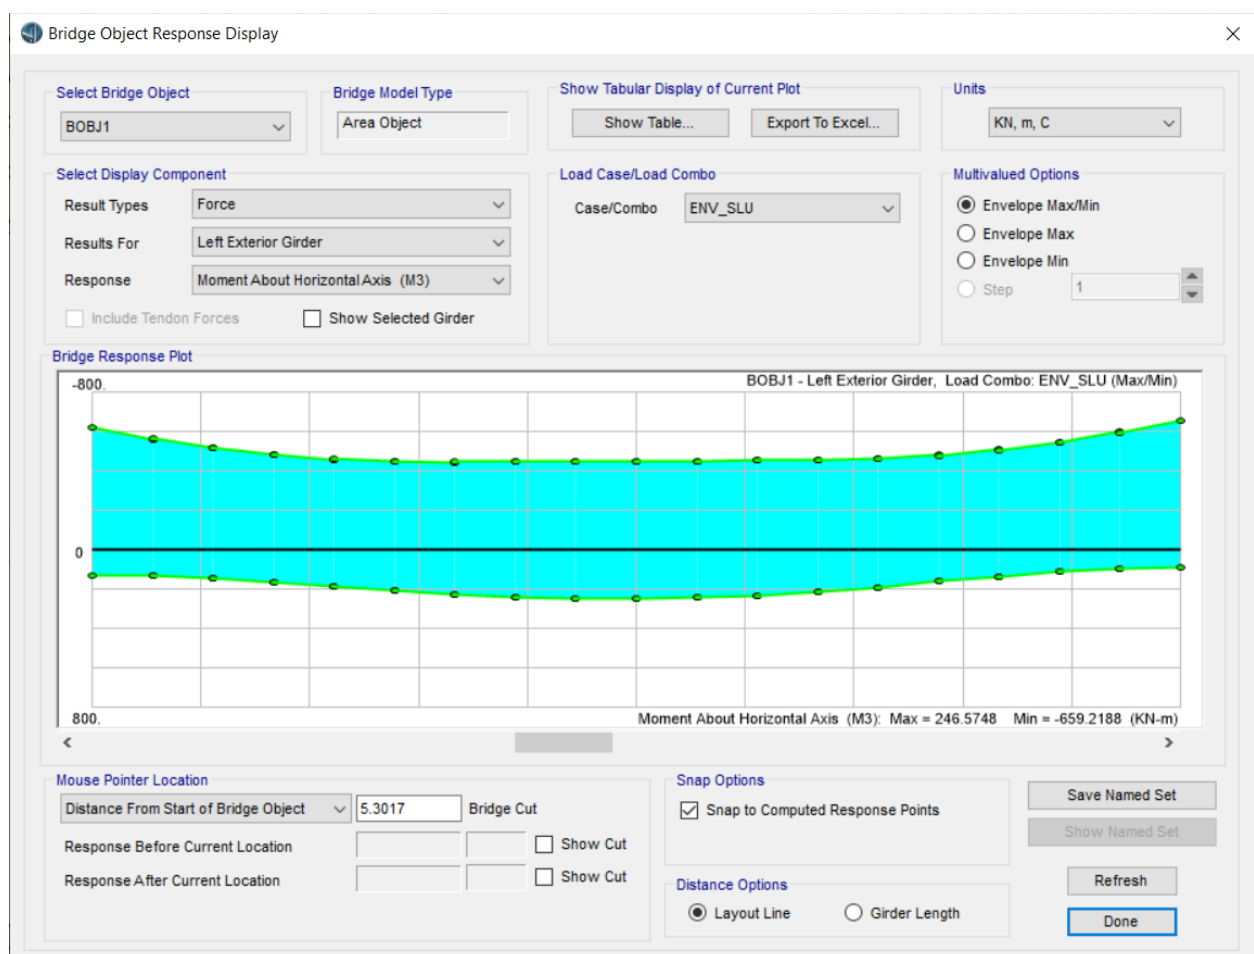 Bridge Object Response Display
Select Bridge Object
BOBJ1
Bridge Model Type
Area Object
Show Tabular Display of Current Plot
Show Table...
Export To Excel...
Units
KN, m, C
Select Display Component
Result Types
Force
Results For
Left Exterior Girder
Response
Moment About Horizontal Axis (M3)
Include Tendon Forces
Show Selected Girder
Load Case/Load Combo
Case/Combo
ENV_SLU
Multivalued Options
Envelope Max/Min
Envelope Max
Envelope Min
Step
1
Bridge Response Plot
-800.
BOBJ1 - Left Exterior Girder, Load Combo: ENV_SLU (Max/Min)
0
800.
Moment About Horizontal Axis (M3): Max = 246.5748 Min = -659.2188 (KN-m)
Mouse Pointer Location
Distance From Start of Bridge Object
5.3017
Bridge Cut
Response Before Current Location
Show Cut
Response After Current Location
Show Cut
Snap Options
Snap to Computed Response Points
Distance Options
Layout Line
Girder Length
Save Named Set
Show Named Set
Refresh
Done